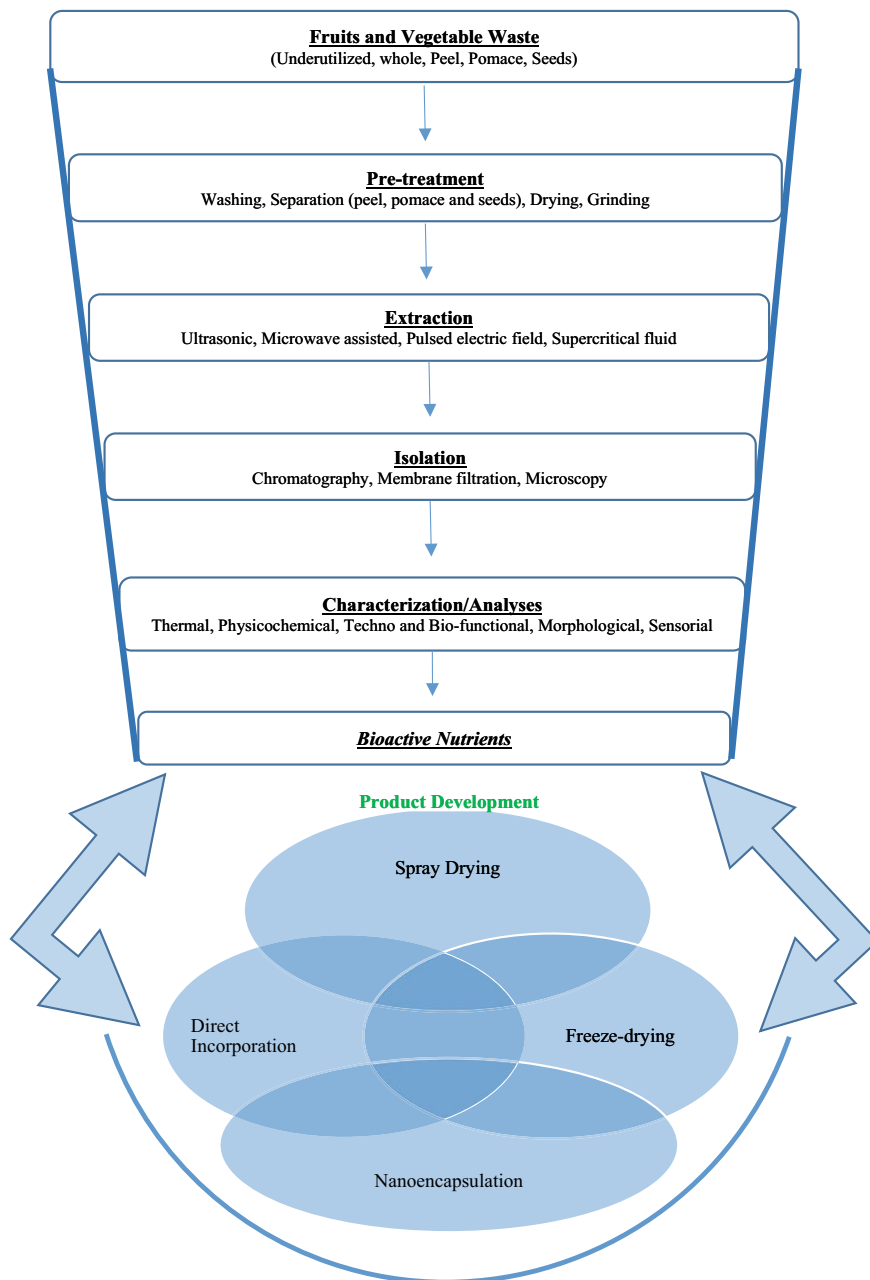 Fruits and Vegetable Waste
(Underutilized, whole, Peel, Pomace, Seeds)
Pre-treatment
Washing, Separation (peel, pomace and seeds), Drying, Grinding
Extraction
Ultrasonic, Microwave assisted, Pulsed electric field, Supercritical fluid
Isolation
Chromatography, Membrane filtration, Microscopy
Characterization/Analyses
Thermal, Physicochemical, Techno and Bio-functional, Morphological, Sensorial
Bioactive Nutrients
Product Development
Spray Drying
Direct
Incorporation
Freeze-drying
Nanoencapsulation